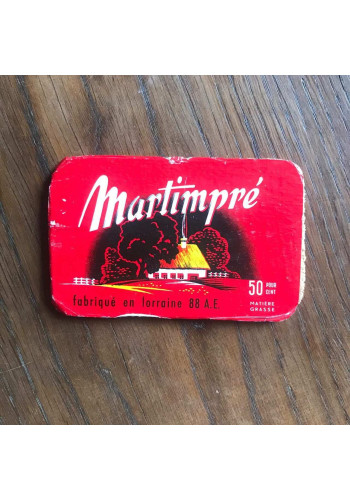 Martimpré
fabriqué en lorraine 88 A.E.
50 POUR CENT
MATIÈRE
GRASSE